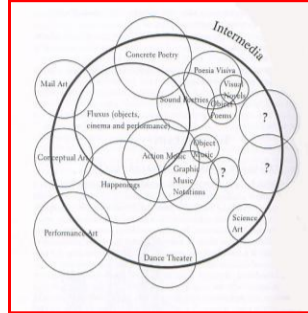 Intermedia
Concrete Poetry
Poesia Visiva
Mail Art
Visual
Novels
Sound Poetries
Object
Poems
Fluxus (objects,
cinema and performance)
?
Object
Music
Conceptual Art
Action Music
Graphic
Music
Notations
?
?
Happenings
Science
Art
Performance Art
Dance Theater